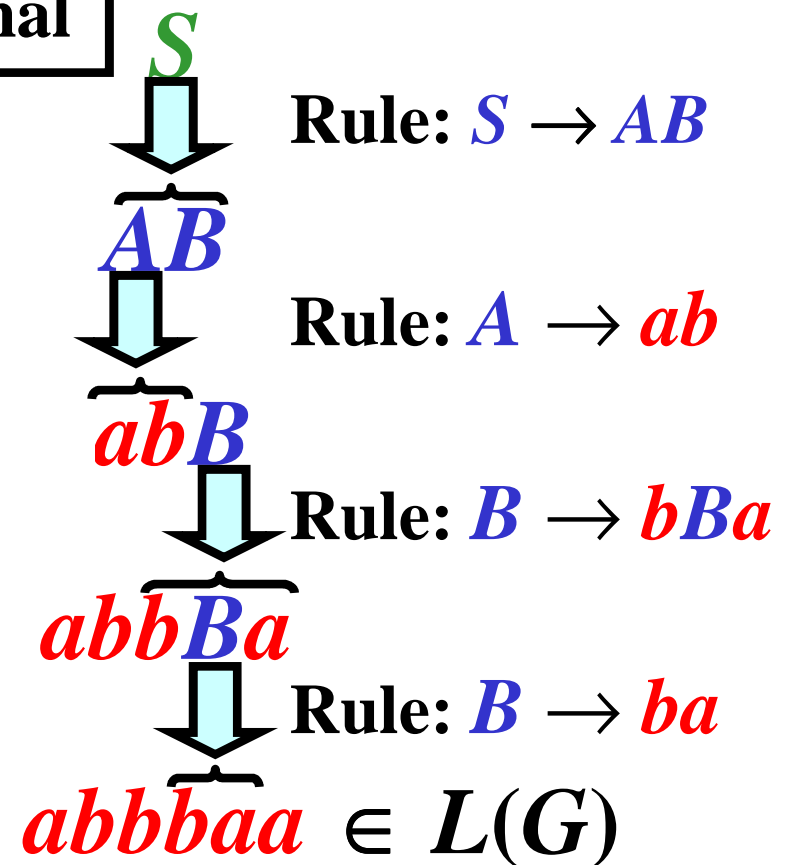 nal
S
Rule: S → AB
AB
Rule: A → ab
abB
Rule: B → bBa
abbBa
Rule: B → ba
abbbaa ∈ L(G)